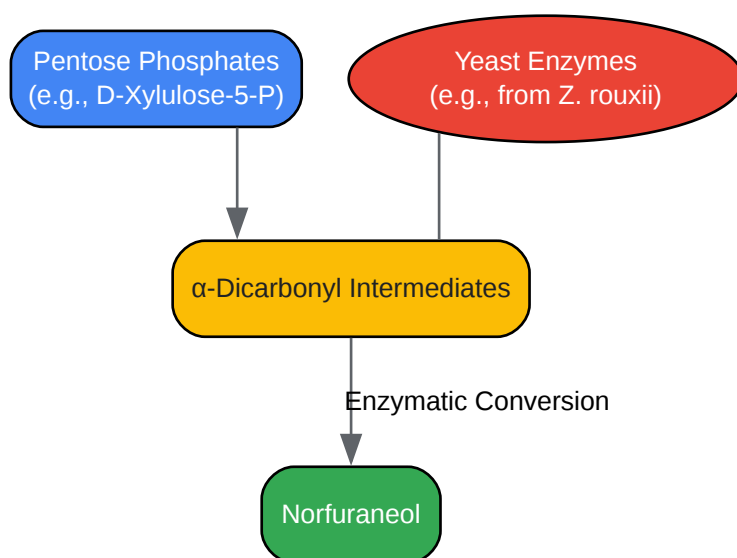 Pentose Phosphates
(e.g., D-Xylulose-5-P)
Yeast Enzymes
(e.g., from Z. rouxii)
α-Dicarbonyl Intermediates
Enzymatic Conversion
Norfuraneol